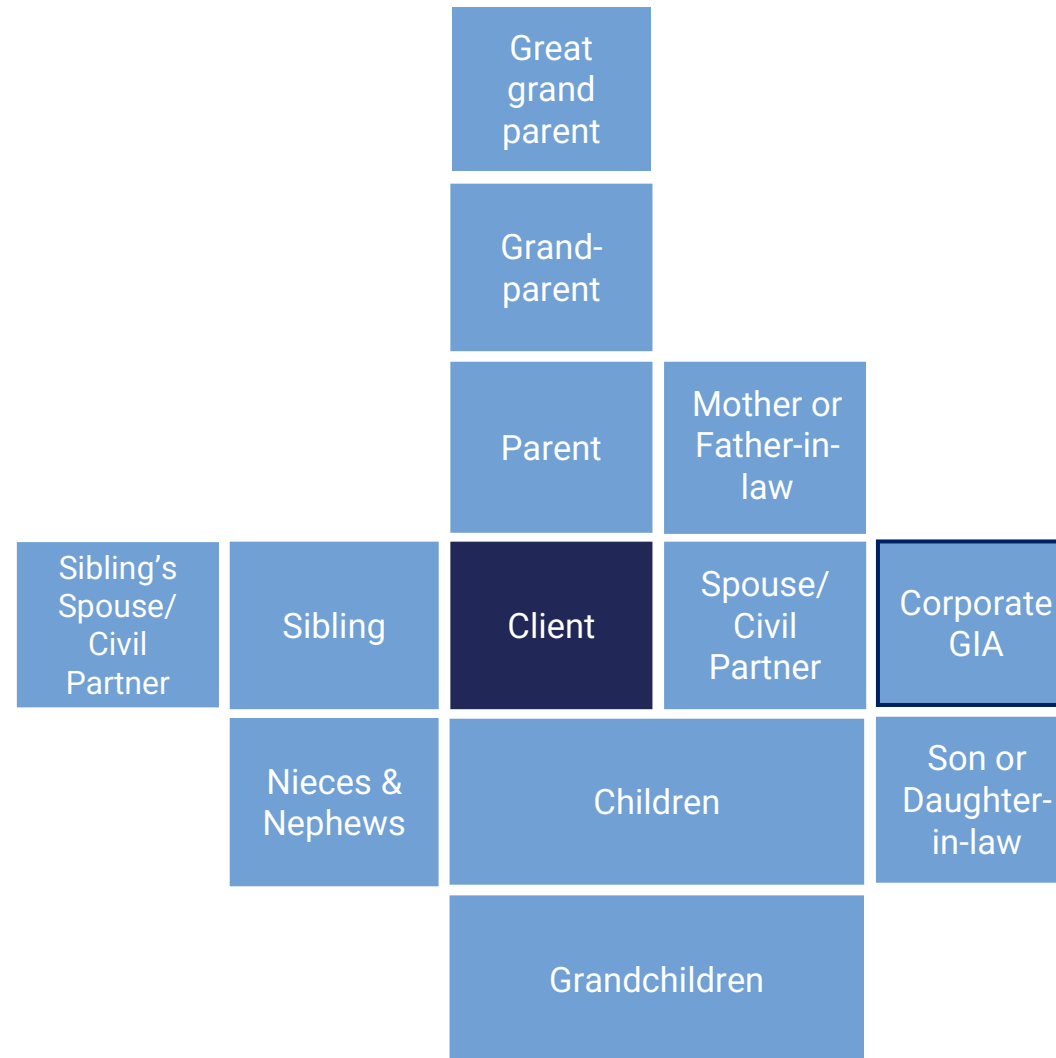 Great
grand
parent
Grand-
parent
Parent
Mother or
Father-in-
law
Sibling’s
Spouse/
Civil
Partner
Sibling
Client
Spouse/
Civil
Partner
Corporate
GIA
Nieces &
Nephews
Children
Son or
Daughter-
in-law
Grandchildren